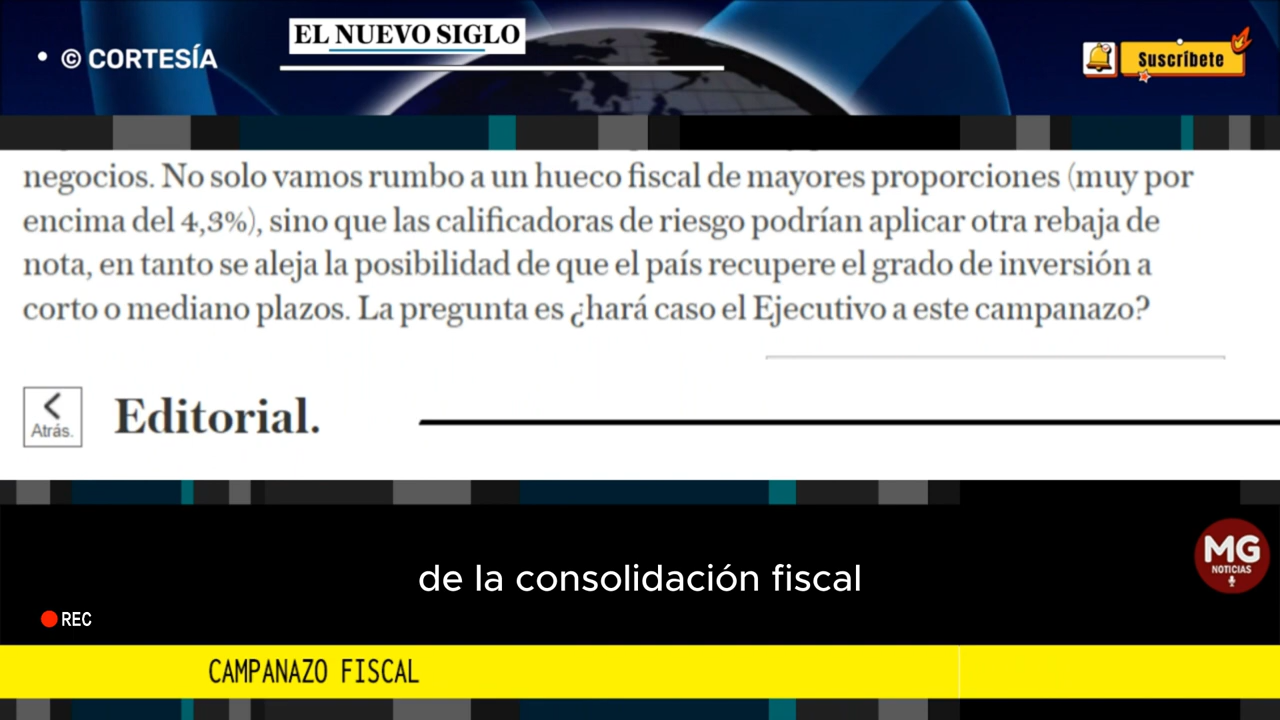 EL NUEVO SIGLO
• © CORTESÍA
Suscríbete
negocios. No solo vamos rumbo a un hueco fiscal de mayores proporciones (muy por
encima del 4,3%), sino que las calificadoras de riesgo podrían aplicar otra rebaja de
nota, en tanto se aleja la posibilidad de que el país recupere el grado de inversión a
corto o mediano plazos. La pregunta es ¿hará caso el Ejecutivo a este campanazo?
Atrás.
Editorial.
MG
NOTICIAS
de la consolidación fiscal
REC
CAMPANAZO FISCAL